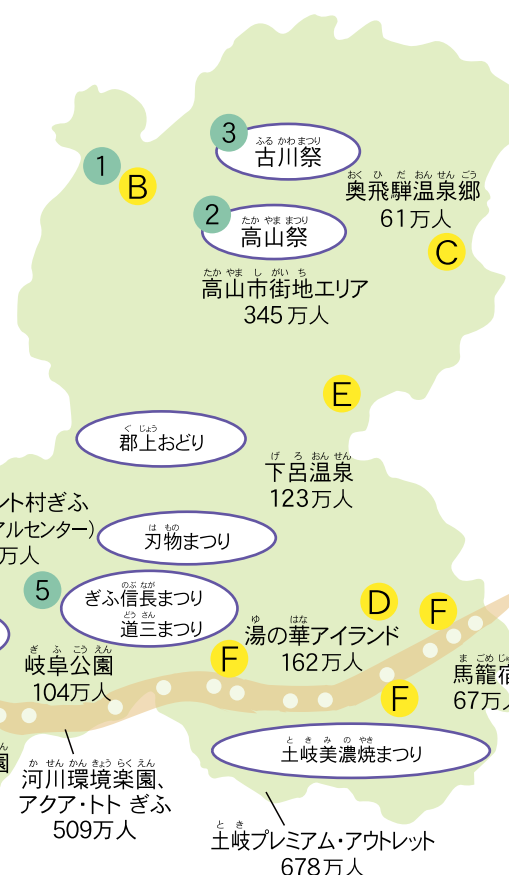 3
ふるかわまつり
古川祭
1
B
おくひだおんせんごう
奥飛騨温泉郷
61万人
2
たかやままつり
高山祭
C
たかやましがいち
高山市街地エリア
345万人
E
ぐじょう
郡上おどり
げろおんせん
下呂温泉
123万人
ント村ぎふ
アルセンター)
万人
はもの
刃物まつり
5
のぶなが
ぎふ信長まつり
どうさん
道三まつり
D
F
ゆはな
湯の華アイランド
162万人
F
ぎふこうえん
岐阜公園
104万人
まごめじゅ
馬籠宿
67万人
F
ときみのやき
土岐美濃焼まつり
ん
園
かせんかんきょうらくえん
河川環境楽園、
アクア・トト ぎふ
509万人
とき
土岐プレミアム・アウトレット
678万人